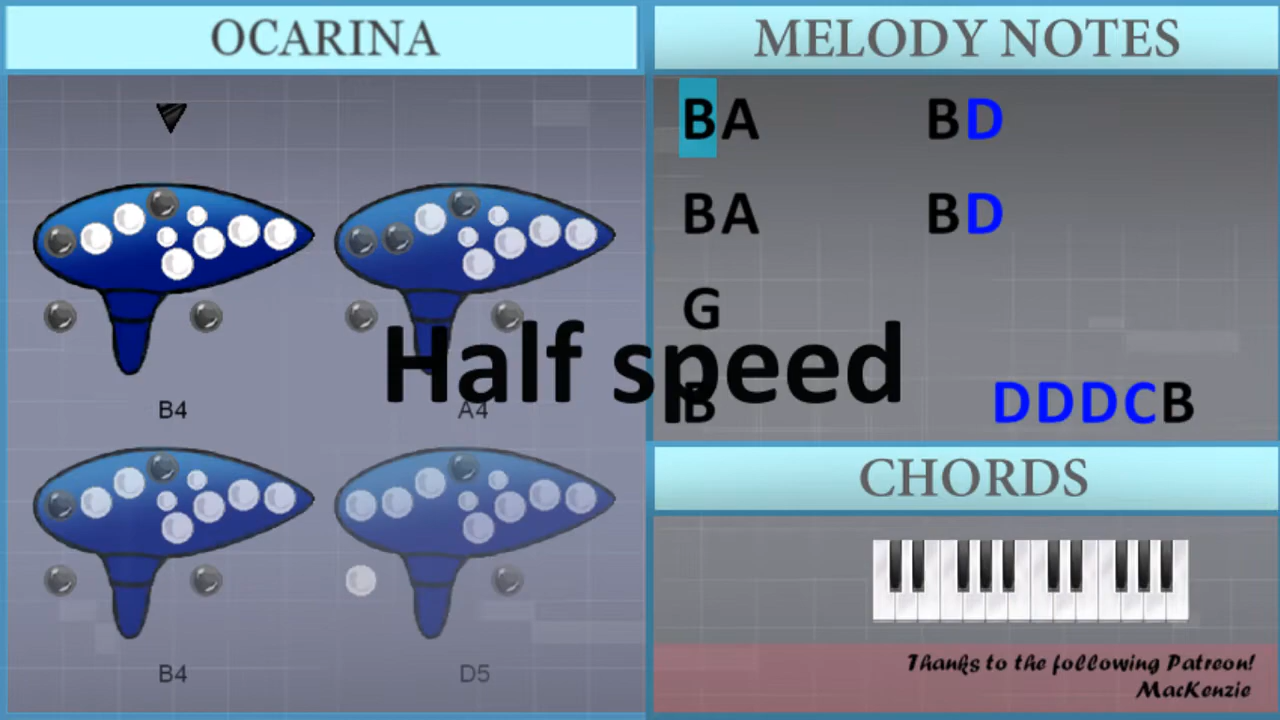 OCARINA
B4
A4
B4
D5
Half speed
MELODY NOTES
BA BD
BA BD
G
B DDDCB
CHORDS
Thanks to the following Patreon!
MacKenzie